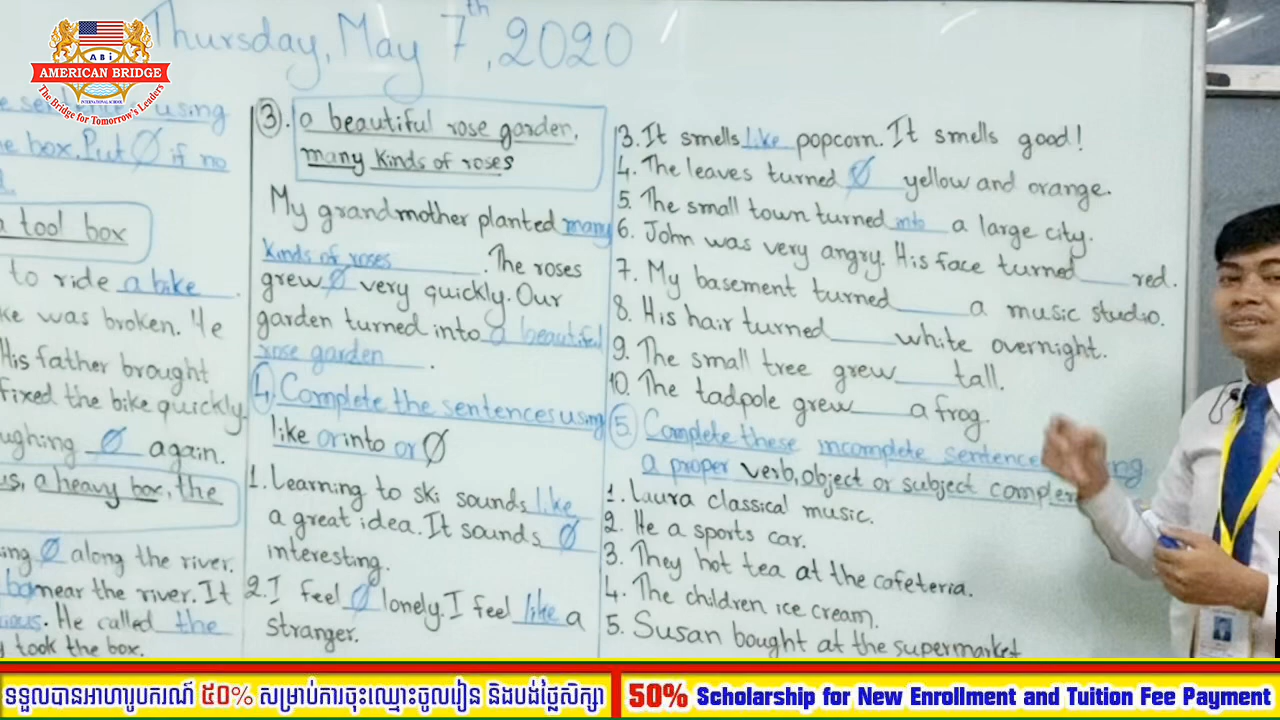 Thursday, May 7th, 2020
ABi
AMERICAN BRIDGE
INTERNATIONAL SCHOOL
The Bridge for Tomorrow's Leaders
using
box. Put Ø if no
a tool box
to ride a bike.
was broken. He
His father brought
fixed the bike quickly.
Ø again.
a heavy box, the
Ø along the river.
near the river. It
He called the
took the box.
3. a beautiful rose garden,
many kinds of roses
My grandmother planted many
kinds of roses. The roses
grew Ø very quickly. Our
garden turned into a beautiful
rose garden.
4. Complete the sentences using
like or into or Ø
1. Learning to ski sounds like
a great idea. It sounds Ø
interesting.
2. I feel Ø lonely. I feel like a
stranger.
3. It smells like popcorn. It smells good!
4. The leaves turned Ø yellow and orange.
5. The small town turned into a large city.
6. John was very angry. His face turned ___ red.
7. My basement turned ___ a music studio.
8. His hair turned ___ white overnight.
9. The small tree grew ___ tall.
10. The tadpole grew ___ a frog.
5. Complete these incomplete sentences
a proper verb, object or subject complem
1. Laura classical music.
2. He a sports car.
3. They hot tea at the cafeteria.
4. The children ice cream.
5. Susan bought at the supermarket
ទទួលបានអាហារូបករណ៍ ៥០% សម្រាប់ការចុះឈ្មោះចូលរៀន និងបង់ថ្លៃសិក្សា
50% Scholarship for New Enrollment and Tuition Fee Payment